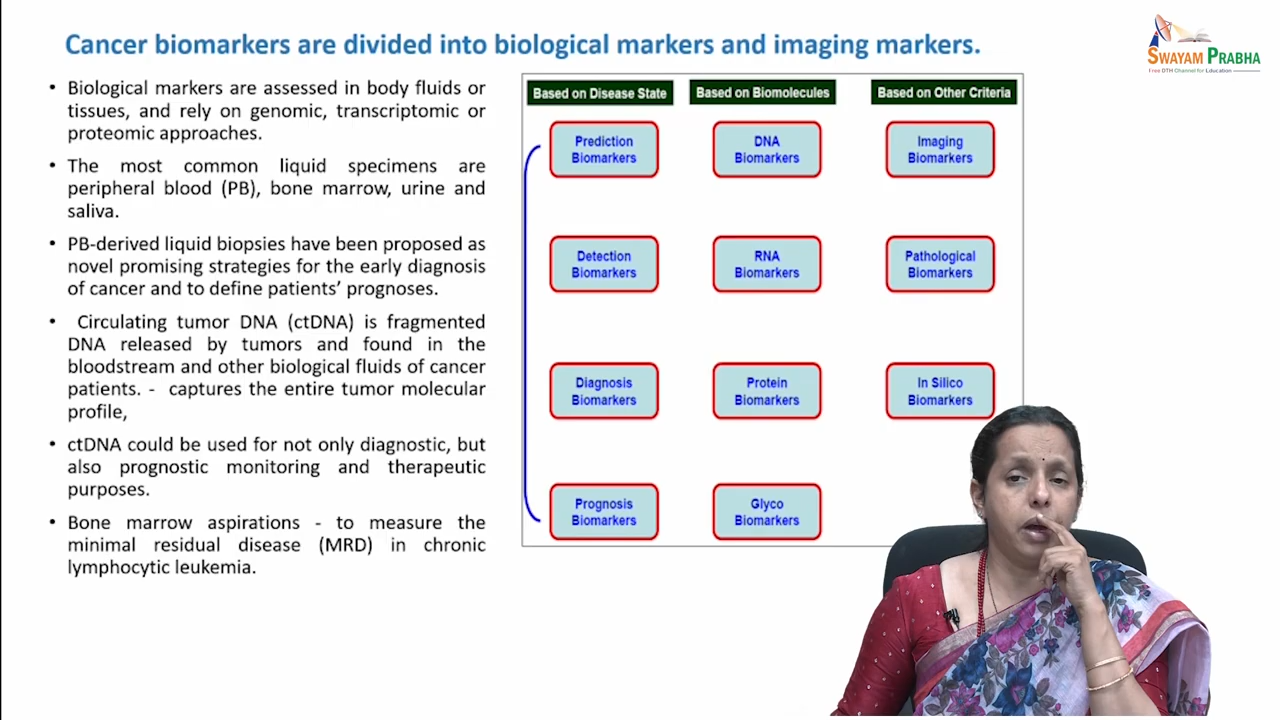 Cancer biomarkers are divided into biological markers and imaging markers.
SWAYAM PRABHA
Free DTH Channel for Education
• Biological markers are assessed in body fluids or
tissues, and rely on genomic, transcriptomic or
proteomic approaches.
• The most common liquid specimens are
peripheral blood (PB), bone marrow, urine and
saliva.
• PB-derived liquid biopsies have been proposed as
novel promising strategies for the early diagnosis
of cancer and to define patients' prognoses.
• Circulating tumor DNA (ctDNA) is fragmented
DNA released by tumors and found in the
bloodstream and other biological fluids of cancer
patients. - captures the entire tumor molecular
profile,
• ctDNA could be used for not only diagnostic, but
also prognostic monitoring and therapeutic
purposes.
• Bone marrow aspirations - to measure the
minimal residual disease (MRD) in chronic
lymphocytic leukemia.
Based on Disease State
Prediction
Biomarkers
Detection
Biomarkers
Diagnosis
Biomarkers
Prognosis
Biomarkers
Based on Biomolecules
DNA
Biomarkers
RNA
Biomarkers
Protein
Biomarkers
Glyco
Biomarkers
Based on Other Criteria
Imaging
Biomarkers
Pathological
Biomarkers
In Silico
Biomarkers